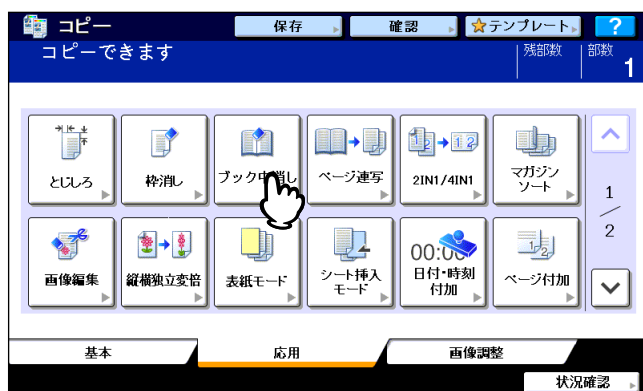 コピー
保存
確認
テンプレート
?
コピーできます
残部数
部数
1
とじしろ
枠消し
ブック中消し
ページ連写
2IN1/4IN1
マガジン
ソート
1
2
画像編集
縦横独立変倍
表紙モード
シート挿入
モード
00:00
日付・時刻
付加
ページ付加
基本
応用
画像調整
状況確認